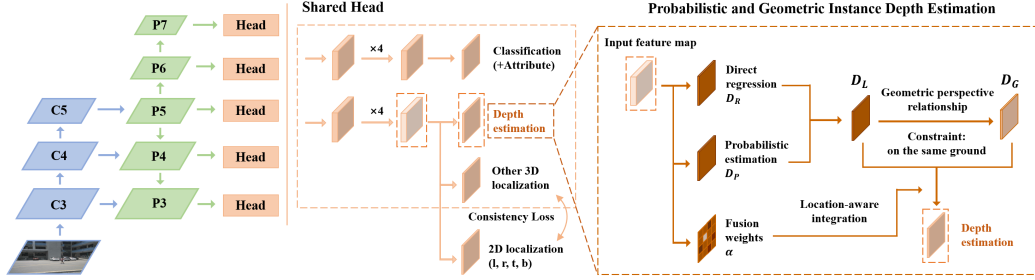 P7
Head
P6
Head
C5
P5
Head
C4
P4
Head
C3
P3
Head
Shared Head
×4
Classification
(+Attribute)
×4
Depth
estimation
Other 3D
localization
Consistency Loss
2D localization
(l, r, t, b)
Probabilistic and Geometric Instance Depth Estimation
Input feature map
Direct
regression
D_R
Probabilistic
estimation
D_P
Fusion
weights
α
D_L
Geometric perspective
relationship
Constraint:
on the same ground
D_G
Location-aware
integration
Depth
estimation